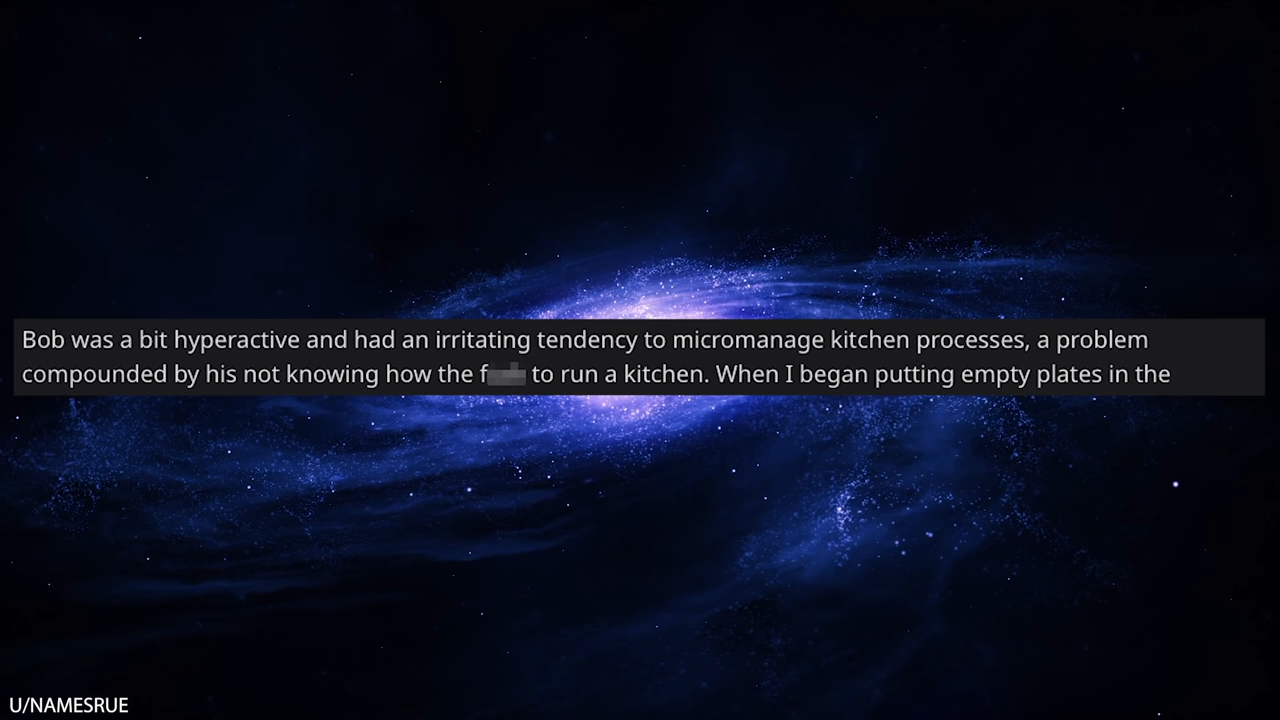 Bob was a bit hyperactive and had an irritating tendency to micromanage kitchen processes, a problem
compounded by his not knowing how the f to run a kitchen. When I began putting empty plates in the
U/NAMESRUE